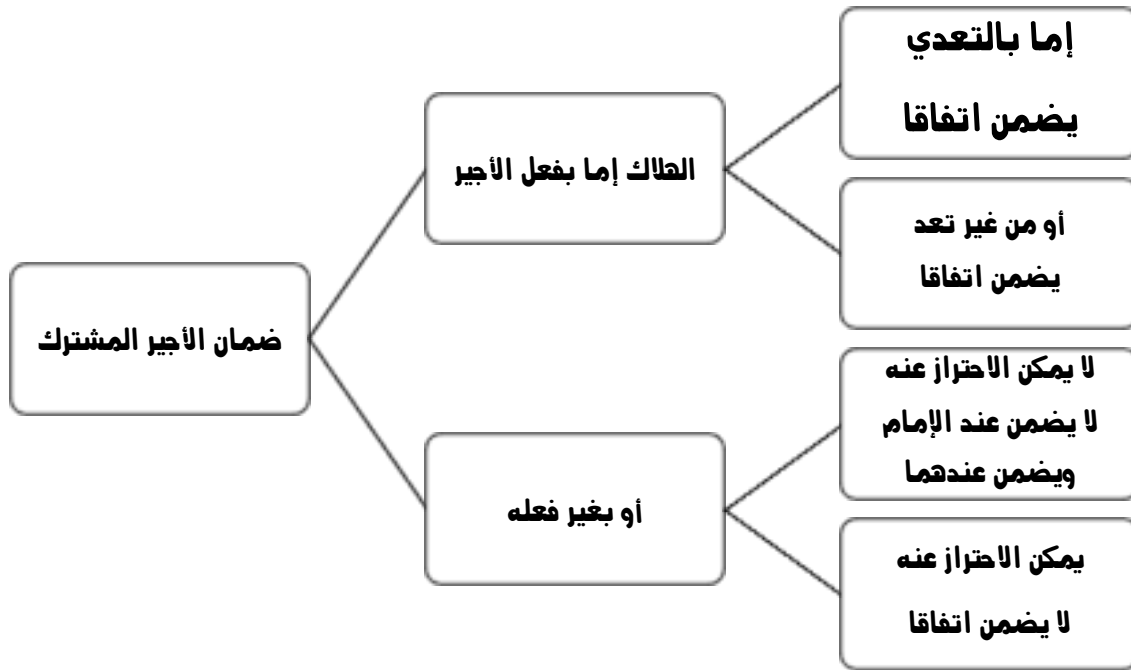 ضمان الأجير المشترك
الهلاك إما بفعل الأجير
إما بالتعدي
يضمن اتفاقا
أو من غير تعد
يضمن اتفاقا
أو بغير فعله
لا يمكن الاحتراز عنه
لا يضمن عند الإمام
ويضمن عندهما
يمكن الاحتراز عنه
لا يضمن اتفاقا